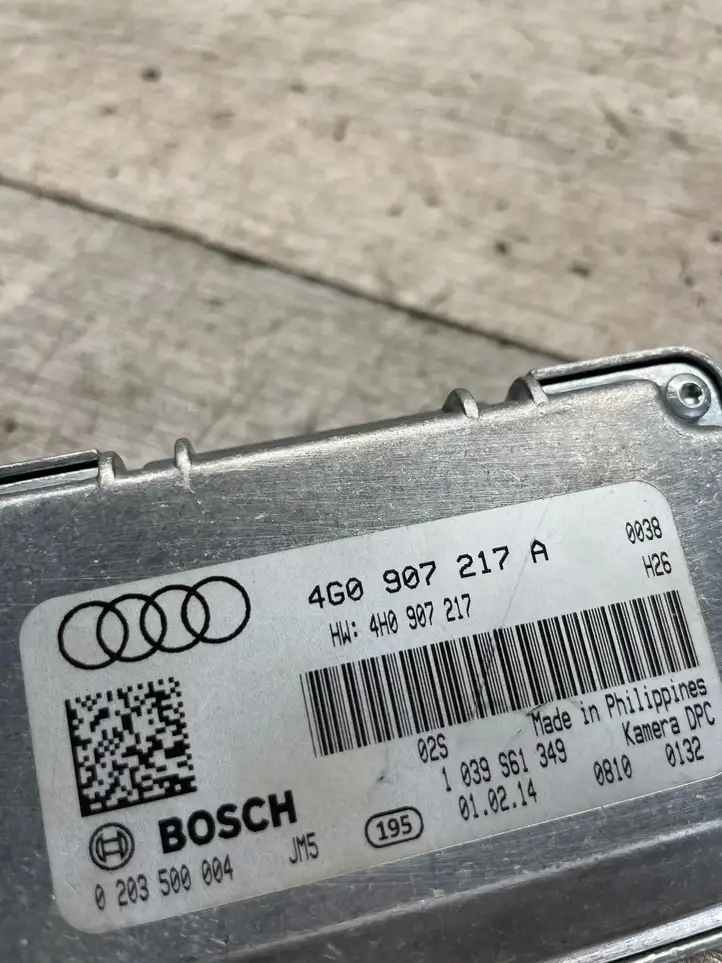 4G0 907 217 A
0038
HW: 4H0 907 217
H26
02S
Made in Philippines
1 039 S61 349
Kamera DPC
01.02.14
0810
0132
BOSCH
JM5
195
0 203 500 004